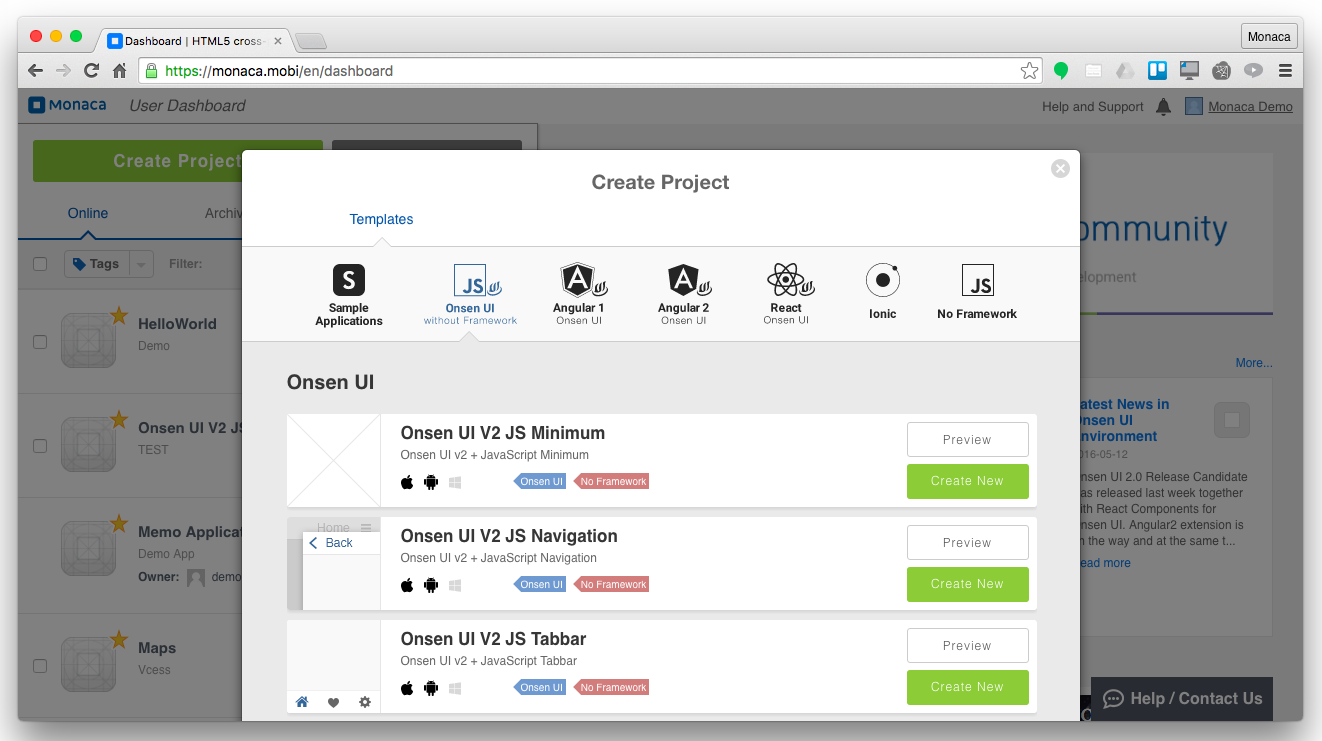 Dashboard | HTML5 cross-
Monaca
https://monaca.mobi/en/dashboard
Monaca
User Dashboard
Help and Support
Monaca Demo
Create Project
Online
Archiv
Tags
Filter:
HelloWorld
Demo
Onsen UI V2 JS
TEST
Memo Applicat
Demo App
Owner: demo
Maps
Vcess
Create Project
Templates
S
Sample
Applications
JS
Onsen UI
without Framework
A
Angular 1
Onsen UI
A
Angular 2
Onsen UI
React
Onsen UI
Ionic
JS
No Framework
Onsen UI
Onsen UI V2 JS Minimum
Onsen UI v2 + JavaScript Minimum
Onsen UI
No Framework
Preview
Create New
Home
Back
Onsen UI V2 JS Navigation
Onsen UI v2 + JavaScript Navigation
Onsen UI
No Framework
Preview
Create New
Onsen UI V2 JS Tabbar
Onsen UI v2 + JavaScript Tabbar
Onsen UI
No Framework
Preview
Create New
ommunity
elopment
More...
atest News in
nsen UI
nvironment
016-05-12
nsen UI 2.0 Release Candidate
as released last week together
ith React Components for
nsen UI. Angular2 extension is
n the way and at the same t...
ead more
Help / Contact Us